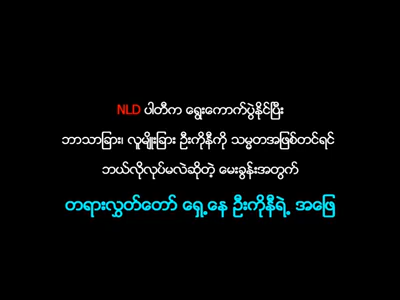 NLD ပါတီက ရွေးကောက်ပွဲနိုင်ပြီး
ဘာသာခြား၊ လူမျိုးခြား ဦးကိုနီကို သမ္မတအဖြစ်တင်ရင်
ဘယ်လိုလုပ်မလဲဆိုတဲ့ မေးခွန်းအတွက်
တရားလွှတ်တော် ရှေ့နေ ဦးကိုနီရဲ့ အဖြေ